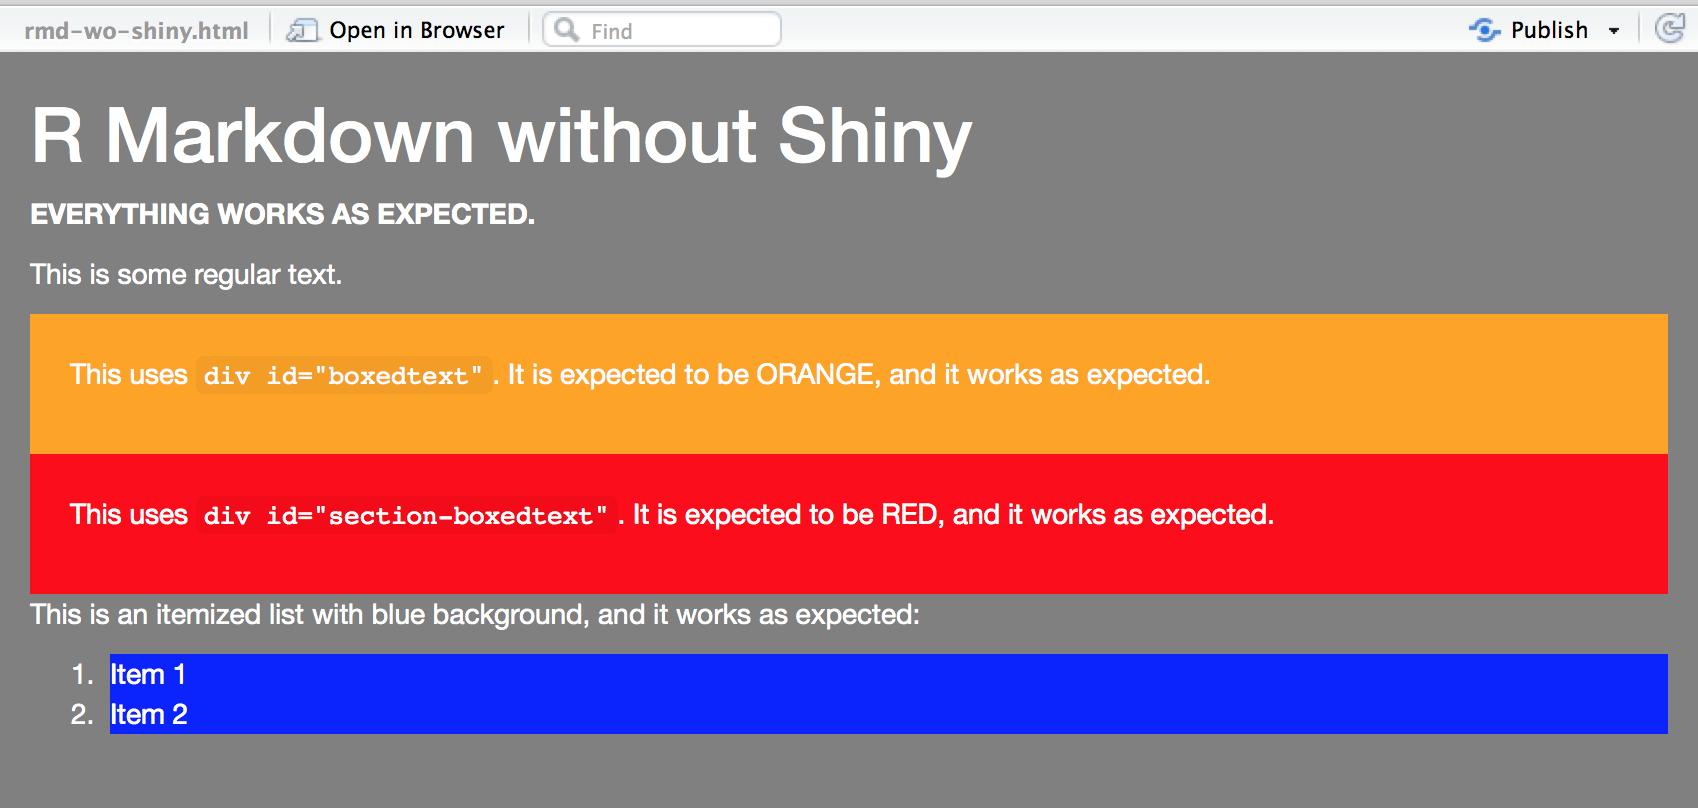 rmd-wo-shiny.html Open in Browser Find Publish
R Markdown without Shiny
EVERYTHING WORKS AS EXPECTED.
This is some regular text.
This uses div id="boxedtext". It is expected to be ORANGE, and it works as expected.
This uses div id="section-boxedtext". It is expected to be RED, and it works as expected.
This is an itemized list with blue background, and it works as expected:
1. Item 1
2. Item 2